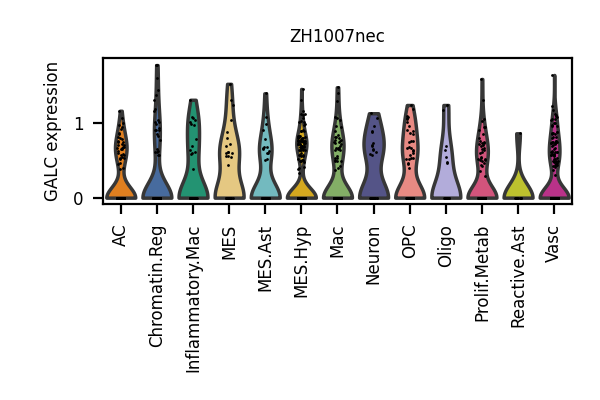 ZH1007nec
GALC expression
1
0
AC
Chromatin.Reg
Inflammatory.Mac
MES
MES.Ast
MES.Hyp
Mac
Neuron
OPC
Oligo
Prolif.Metab
Reactive.Ast
Vasc